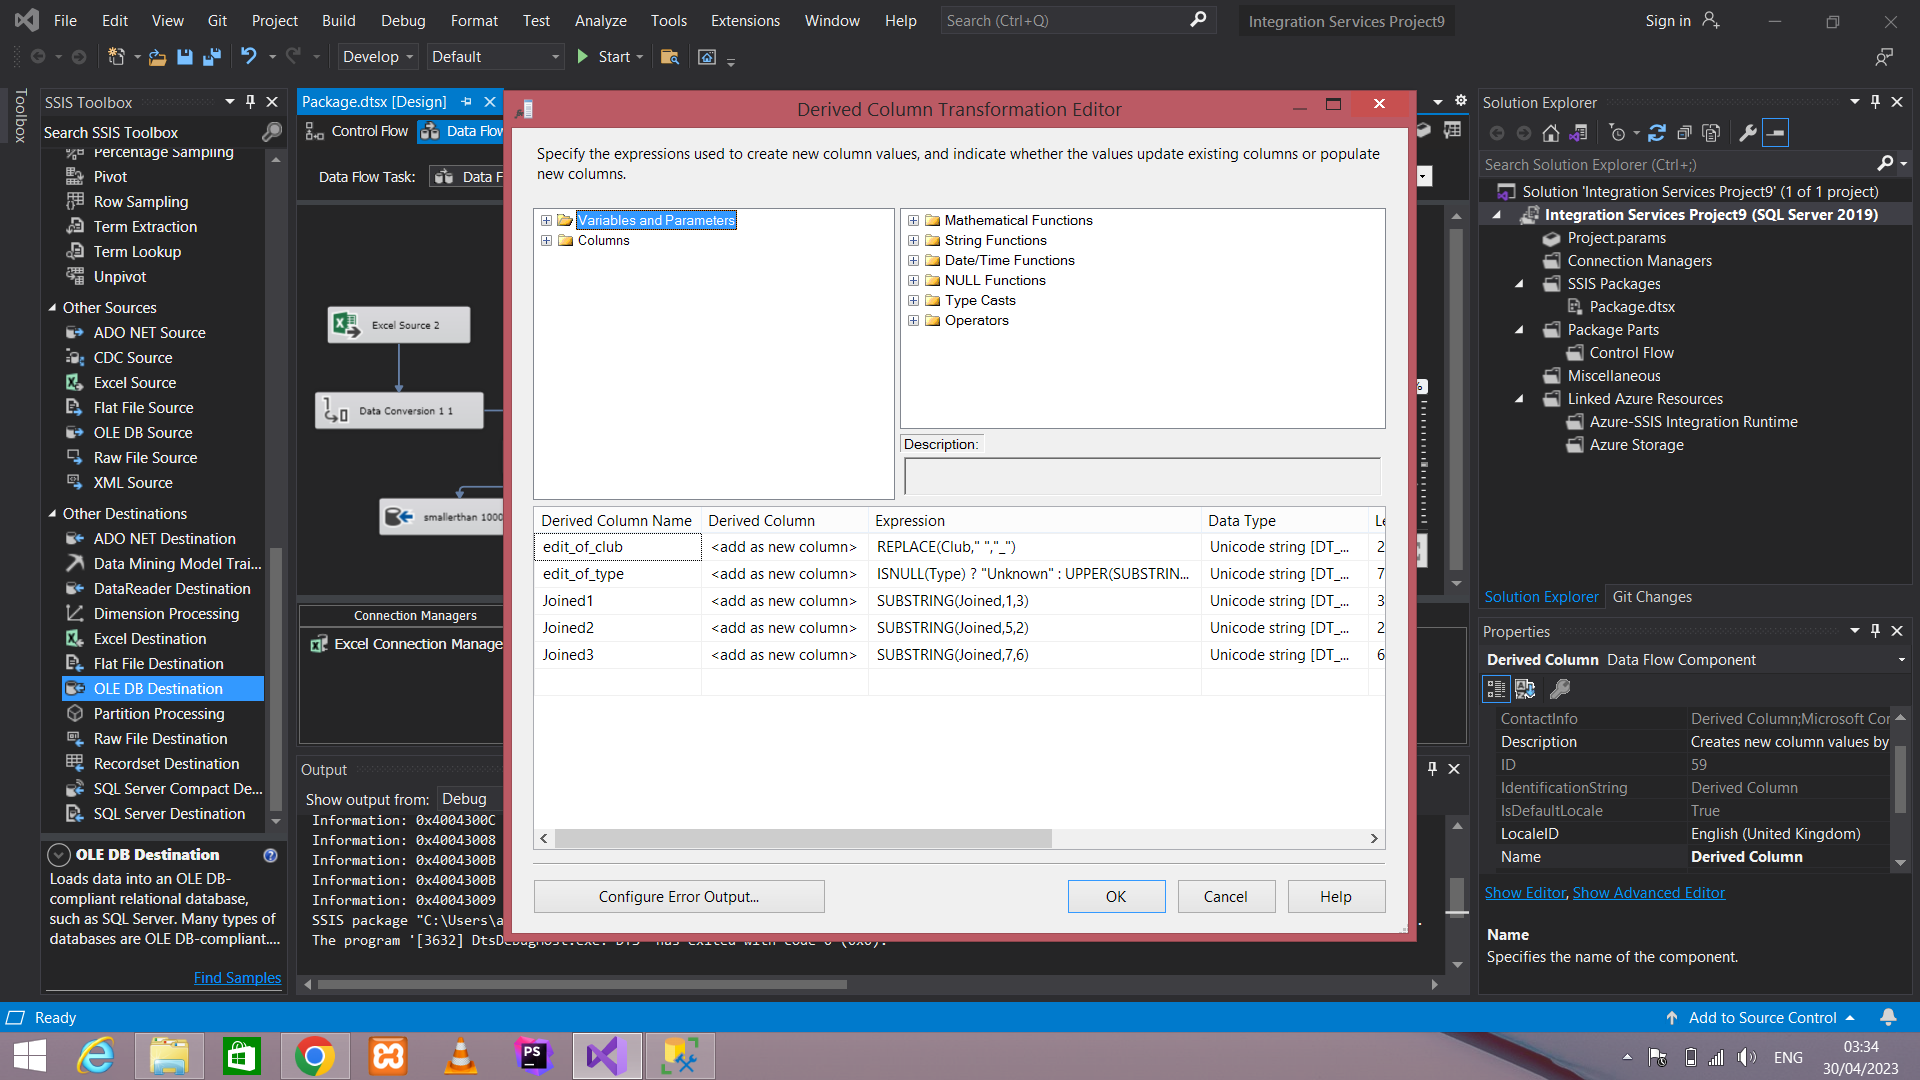 File Edit View Git Project Build Debug Format Test Analyze Tools Extensions Window Help Search (Ctrl+Q) Integration Services Project9 Sign in
Develop Default Start
Toolbox
SSIS Toolbox
Search SSIS Toolbox
Percentage Sampling
Pivot
Row Sampling
Term Extraction
Term Lookup
Unpivot
Other Sources
ADO NET Source
CDC Source
Excel Source
Flat File Source
OLE DB Source
Raw File Source
XML Source
Other Destinations
ADO NET Destination
Data Mining Model Trai...
DataReader Destination
Dimension Processing
Excel Destination
Flat File Destination
OLE DB Destination
Partition Processing
Raw File Destination
Recordset Destination
SQL Server Compact De...
SQL Server Destination
OLE DB Destination
Loads data into an OLE DB-
compliant relational database,
such as SQL Server. Many types of
databases are OLE DB-compliant....
Find Samples
Package.dtsx [Design]
Control Flow Data Flow
Data Flow Task: Data F
Excel Source 2
Data Conversion 1 1
smallerthan 1000
Connection Managers
Excel Connection Manage
Output
Show output from: Debug
Information: 0x4004300C
Information: 0x40043008
Information: 0x4004300B
Information: 0x4004300B
Information: 0x40043009
SSIS package "C:\Users\a
The program '[3632] DtsDebugHost.exe: DTS' has exited with code 0 (0x0).
Derived Column Transformation Editor
Specify the expressions used to create new column values, and indicate whether the values update existing columns or populate
new columns.
Variables and Parameters
Columns
Mathematical Functions
String Functions
Date/Time Functions
NULL Functions
Type Casts
Operators
Description:
Derived Column Name Derived Column Expression Data Type Le
edit_of_club <add as new column> REPLACE(Club," ","_") Unicode string [DT_... 2
edit_of_type <add as new column> ISNULL(Type) ? "Unknown" : UPPER(SUBSTRIN... Unicode string [DT_... 7
Joined1 <add as new column> SUBSTRING(Joined,1,3) Unicode string [DT_... 3
Joined2 <add as new column> SUBSTRING(Joined,5,2) Unicode string [DT_... 2
Joined3 <add as new column> SUBSTRING(Joined,7,6) Unicode string [DT_... 6
Configure Error Output... OK Cancel Help
Solution Explorer
Search Solution Explorer (Ctrl+;)
Solution 'Integration Services Project9' (1 of 1 project)
Integration Services Project9 (SQL Server 2019)
Project.params
Connection Managers
SSIS Packages
Package.dtsx
Package Parts
Control Flow
Miscellaneous
Linked Azure Resources
Azure-SSIS Integration Runtime
Azure Storage
Solution Explorer Git Changes
Properties
Derived Column Data Flow Component
ContactInfo Derived Column;Microsoft Cor
Description Creates new column values by
ID 59
IdentificationString Derived Column
IsDefaultLocale True
LocaleID English (United Kingdom)
Name Derived Column
Show Editor, Show Advanced Editor
Name
Specifies the name of the component.
Ready Add to Source Control
PS
ENG
03:34
30/04/2023